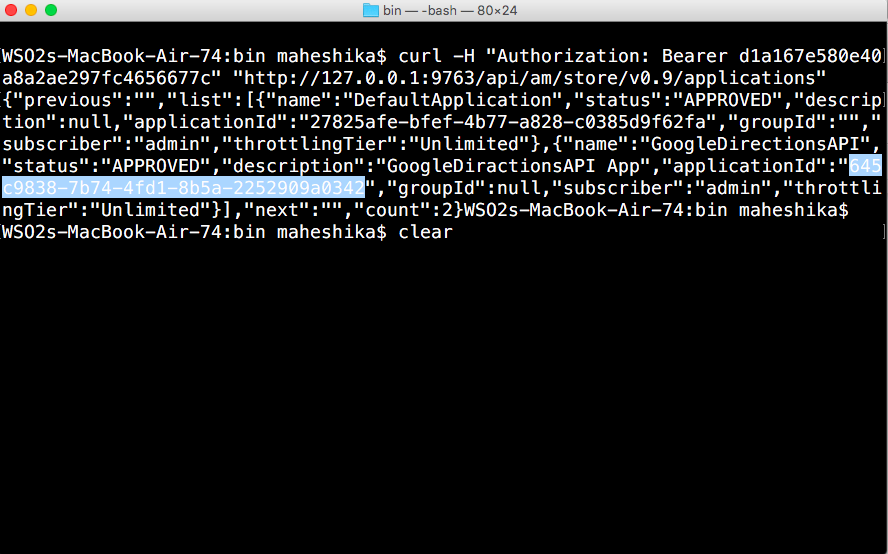 bin — -bash — 80×24
[WSO2s-MacBook-Air-74:bin maheshika$ curl -H "Authorization: Bearer d1a167e580e40]
a8a2ae297fc4656677c" "http://127.0.0.1:9763/api/am/store/v0.9/applications"
{"previous":"","list":[{"name":"DefaultApplication","status":"APPROVED","descrip
tion":null,"applicationId":"27825afe-bfef-4b77-a828-c0385d9f62fa","groupId":"","
subscriber":"admin","throttlingTier":"Unlimited"},{"name":"GoogleDirectionsAPI",
"status":"APPROVED","description":"GoogleDiractionsAPI App","applicationId":"645
c9838-7b74-4fd1-8b5a-2252909a0342","groupId":null,"subscriber":"admin","throttli
ngTier":"Unlimited"}],"next":"","count":2}WSO2s-MacBook-Air-74:bin maheshika$
[WSO2s-MacBook-Air-74:bin maheshika$ clear ]